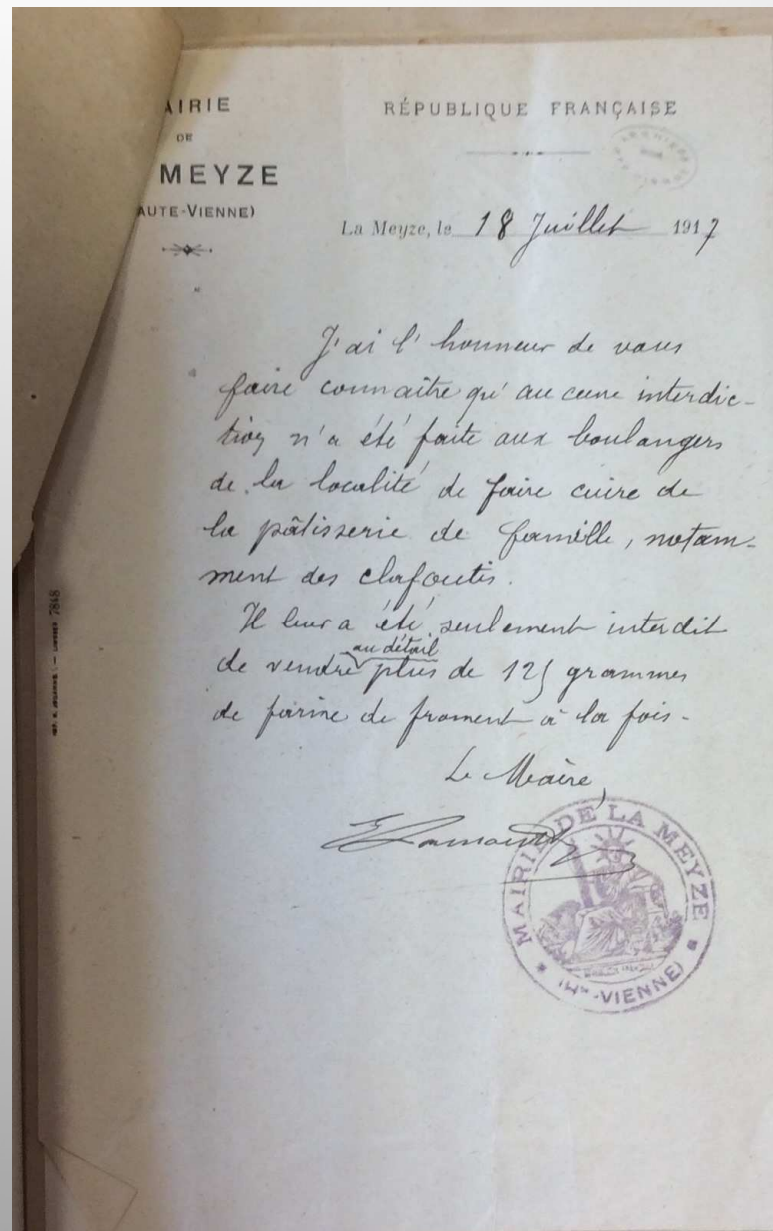 AIRIE
DE
MEYZE
AUTE-VIENNE)
RÉPUBLIQUE FRANÇAISE
La Meyze, le 18 Juillet 1917
J'ai l'honneur de vous
faire connaître qu'aucune interdic-
tion n'a été faite aux boulangers
de la localité de faire cuire de
la pâtisserie de famille, notam-
ment des clafoutis.
Il leur a été seulement interdit
au détail
de vendre plus de 125 grammes
de farine de froment à la fois.
Le Maire,
MAIRIE DE LA MEYZE
(Hte-VIENNE)